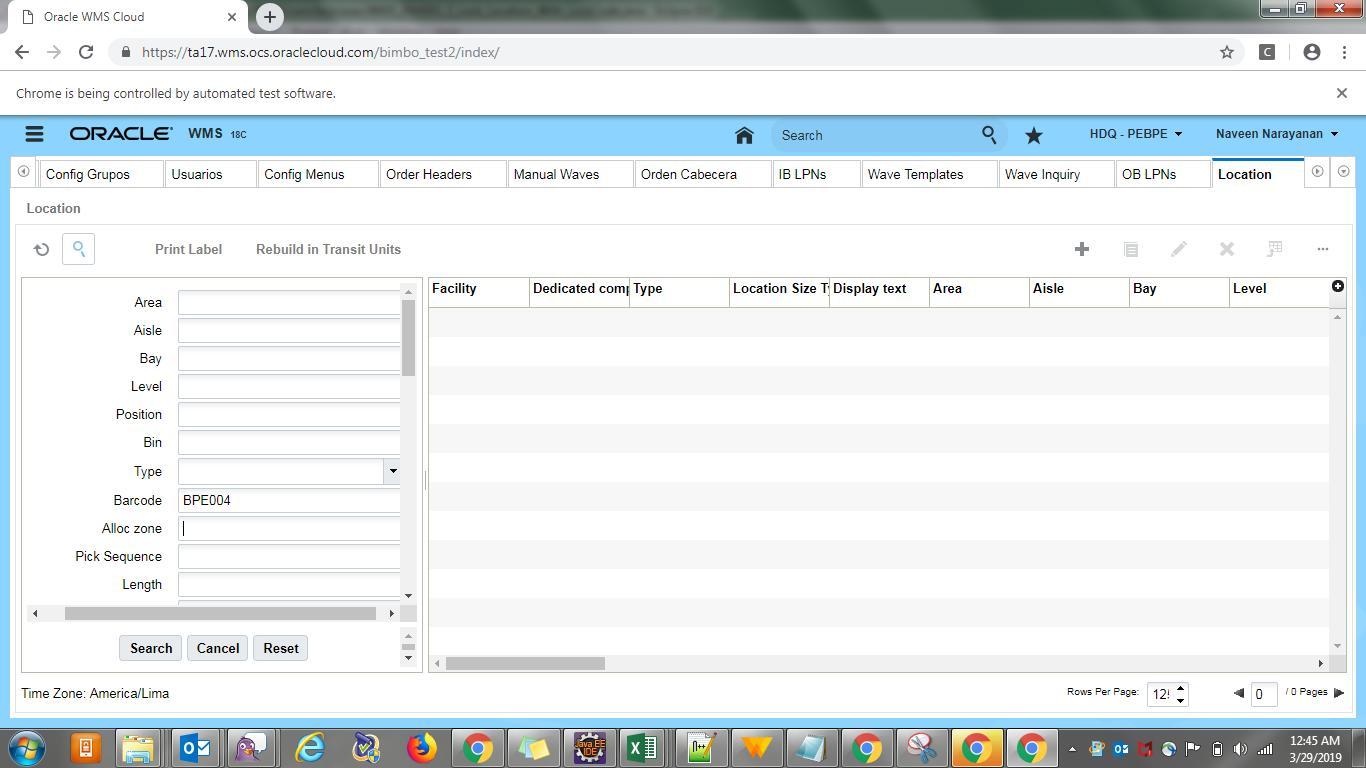 Oracle WMS Cloud
https://ta17.wms.ocs.oraclecloud.com/bimbo_test2/index/
C
Chrome is being controlled by automated test software.
ORACLE WMS 18C
Search
HDQ - PEBPE
Naveen Narayanan
Config Grupos
Usuarios
Config Menus
Order Headers
Manual Waves
Orden Cabecera
IB LPNs
Wave Templates
Wave Inquiry
OB LPNs
Location
Location
Print Label
Rebuild in Transit Units
Area
Aisle
Bay
Level
Position
Bin
Type
Barcode BPE004
Alloc zone
Pick Sequence
Length
Search
Cancel
Reset
Facility
Dedicated comp
Type
Location Size Ty
Display text
Area
Aisle
Bay
Level
Time Zone: America/Lima
Rows Per Page: 125
0 / 0 Pages
Java EE
IDE
12:45 AM
3/29/2019